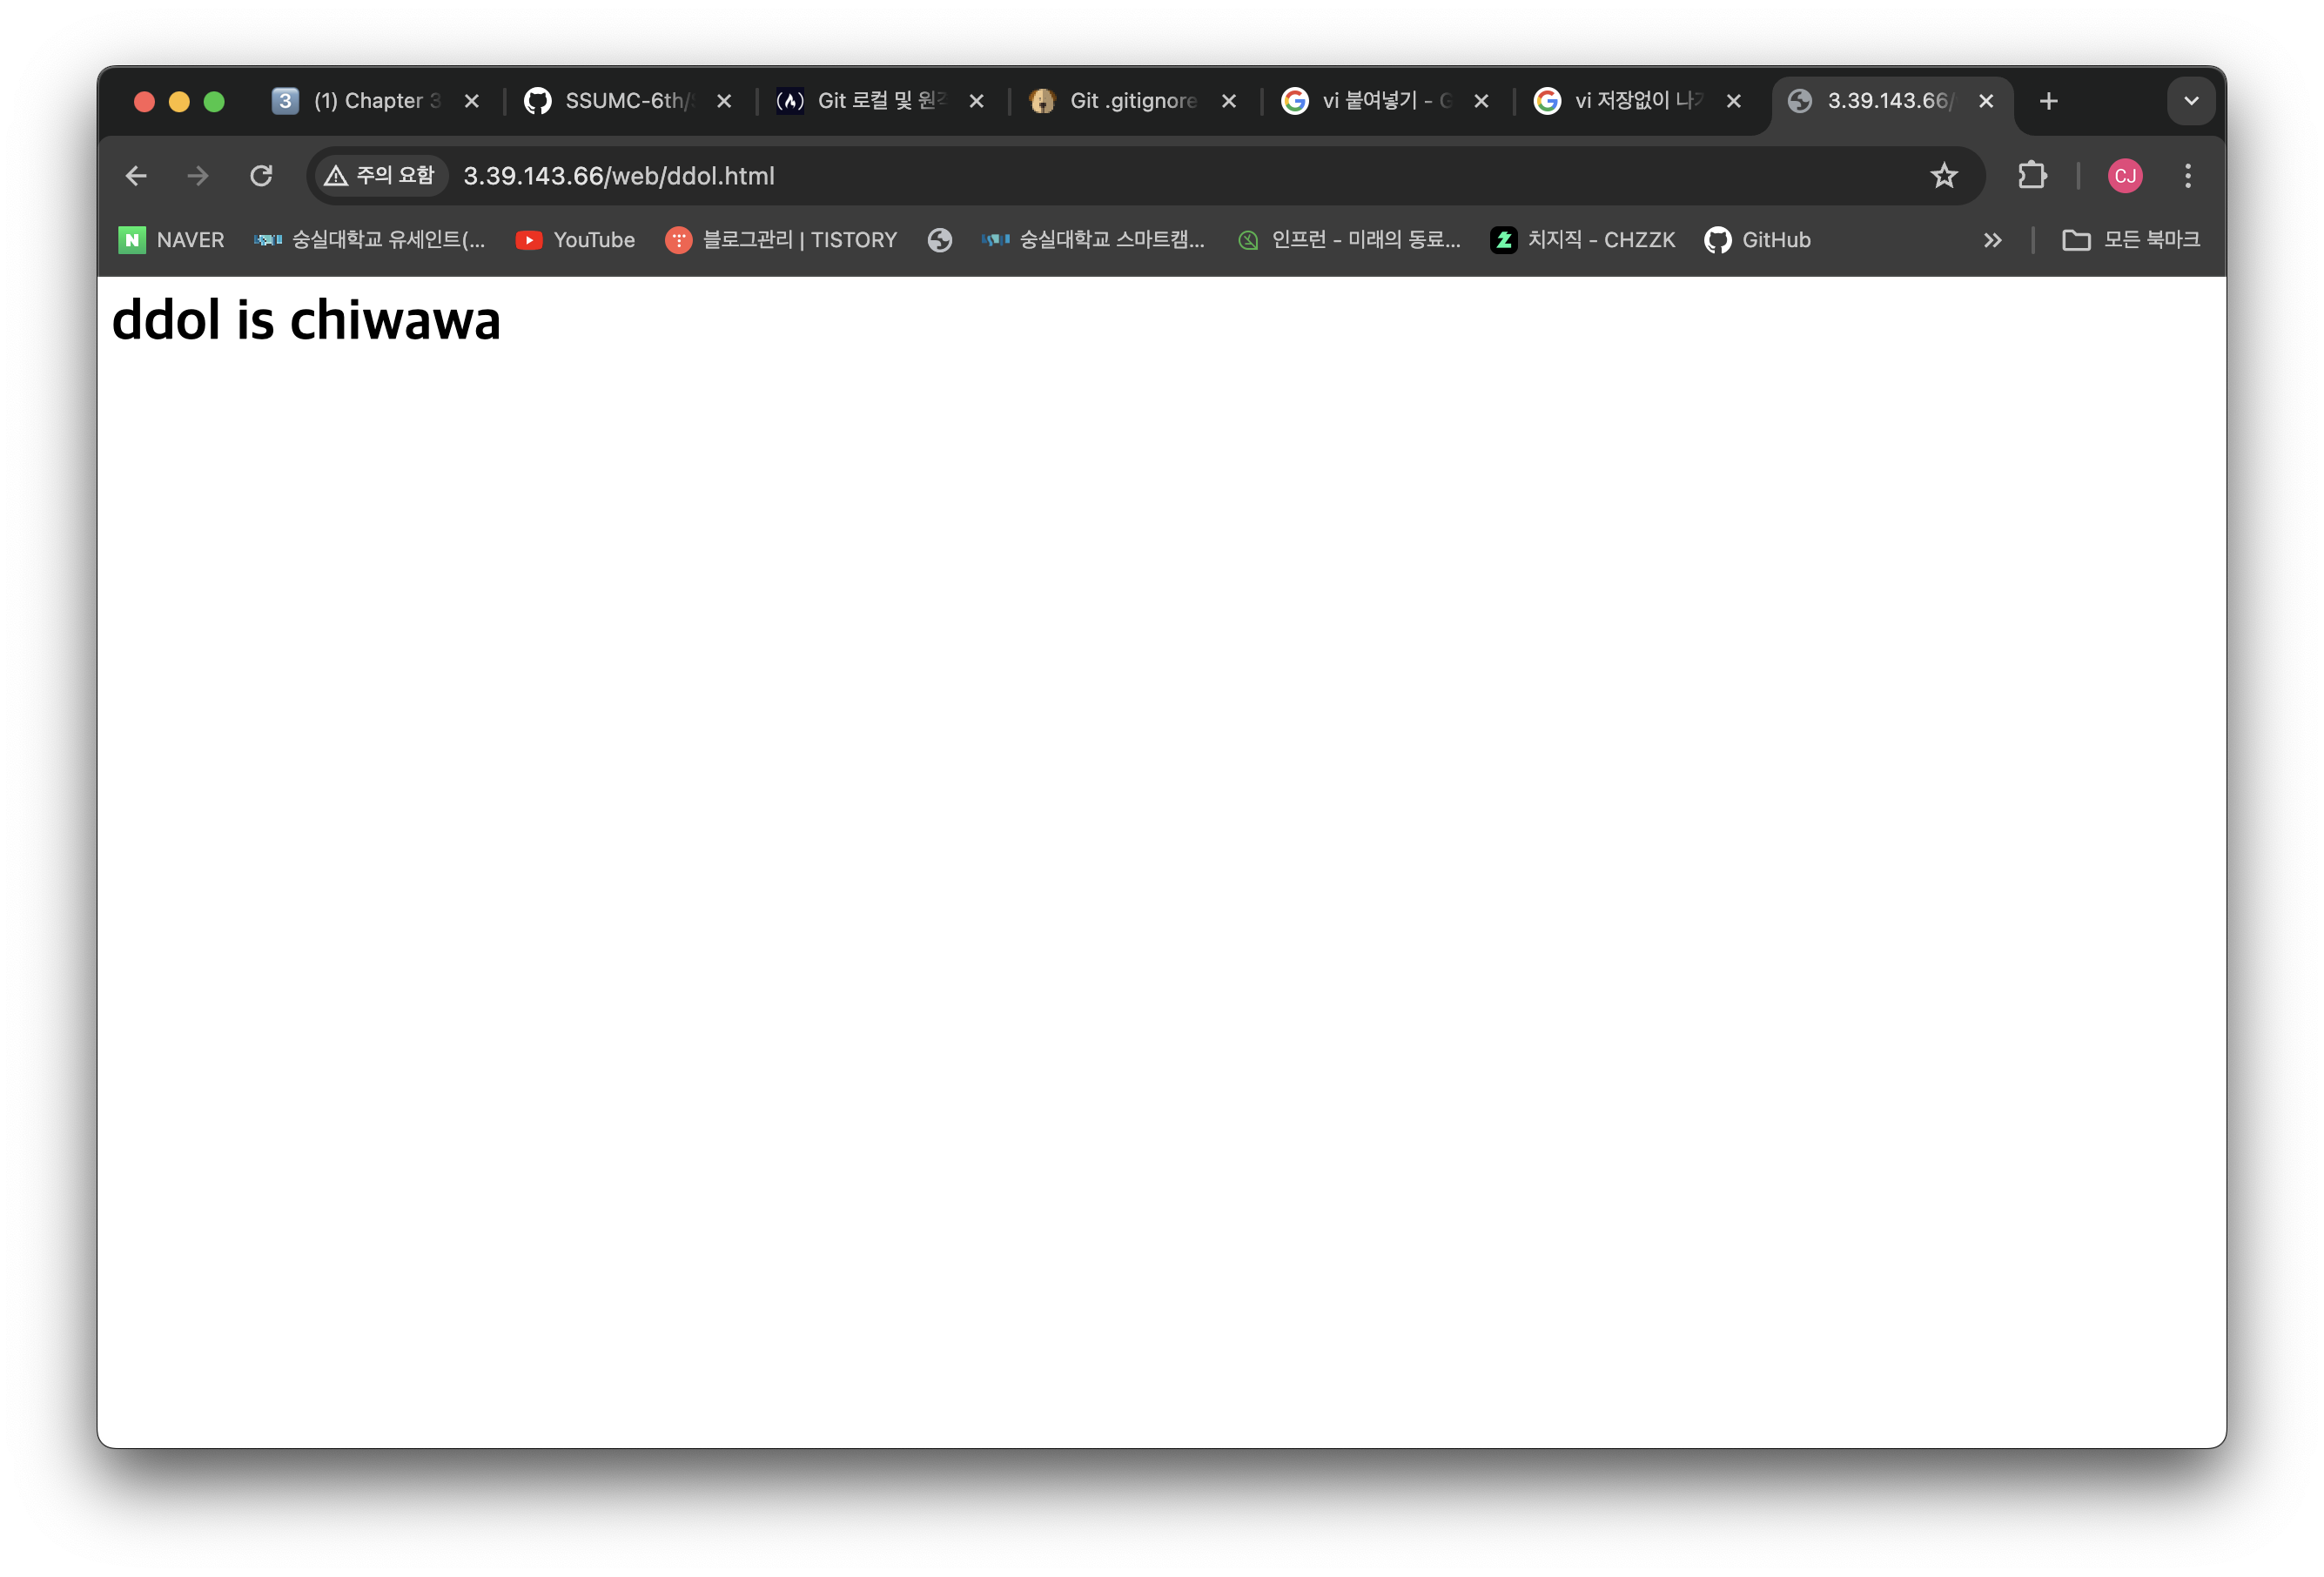 3 (1) Chapter 3
SSUMC-6th/
Git 로컬 및 원
Git .gitignore
vi 붙여넣기 - G
vi 저장없이 나
3.39.143.66/
주의 요함 3.39.143.66/web/ddol.html
CJ
N NAVER 숭실대학교 유세인트(... YouTube 블로그관리 | TISTORY 숭실대학교 스마트캠... 인프런 - 미래의 동료... 치지직 - CHZZK GitHub 모든 북마크
ddol is chiwawa